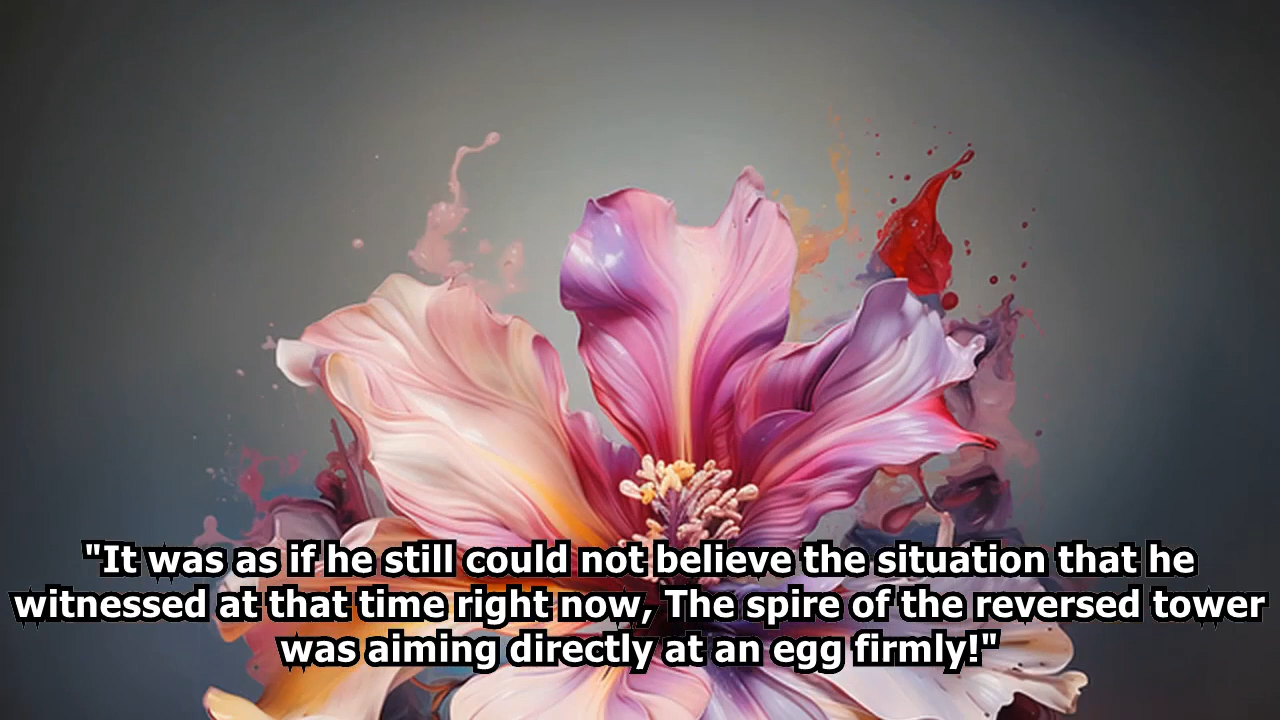 "It was as if he still could not believe the situation that he
witnessed at that time right now, The spire of the reversed tower
was aiming directly at an egg firmly!"